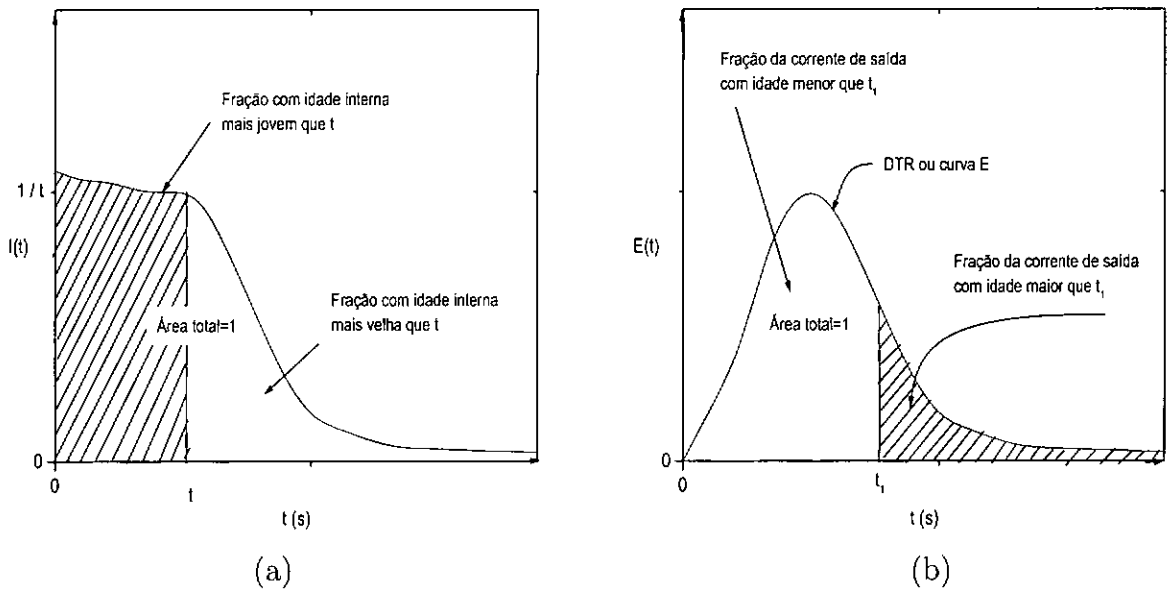 Fração com idade interna
mais jovem que t
1/t
I(t)
Fração com idade interna
mais velha que t
Área total=1
0
0
t
t (s)
(a)
Fração da corrente de saída
com idade menor que t₁
DTR ou curva E
E(t)
Fração da corrente de saída
com idade maior que t₁
Área total=1
0
0
t₁
t (s)
(b)